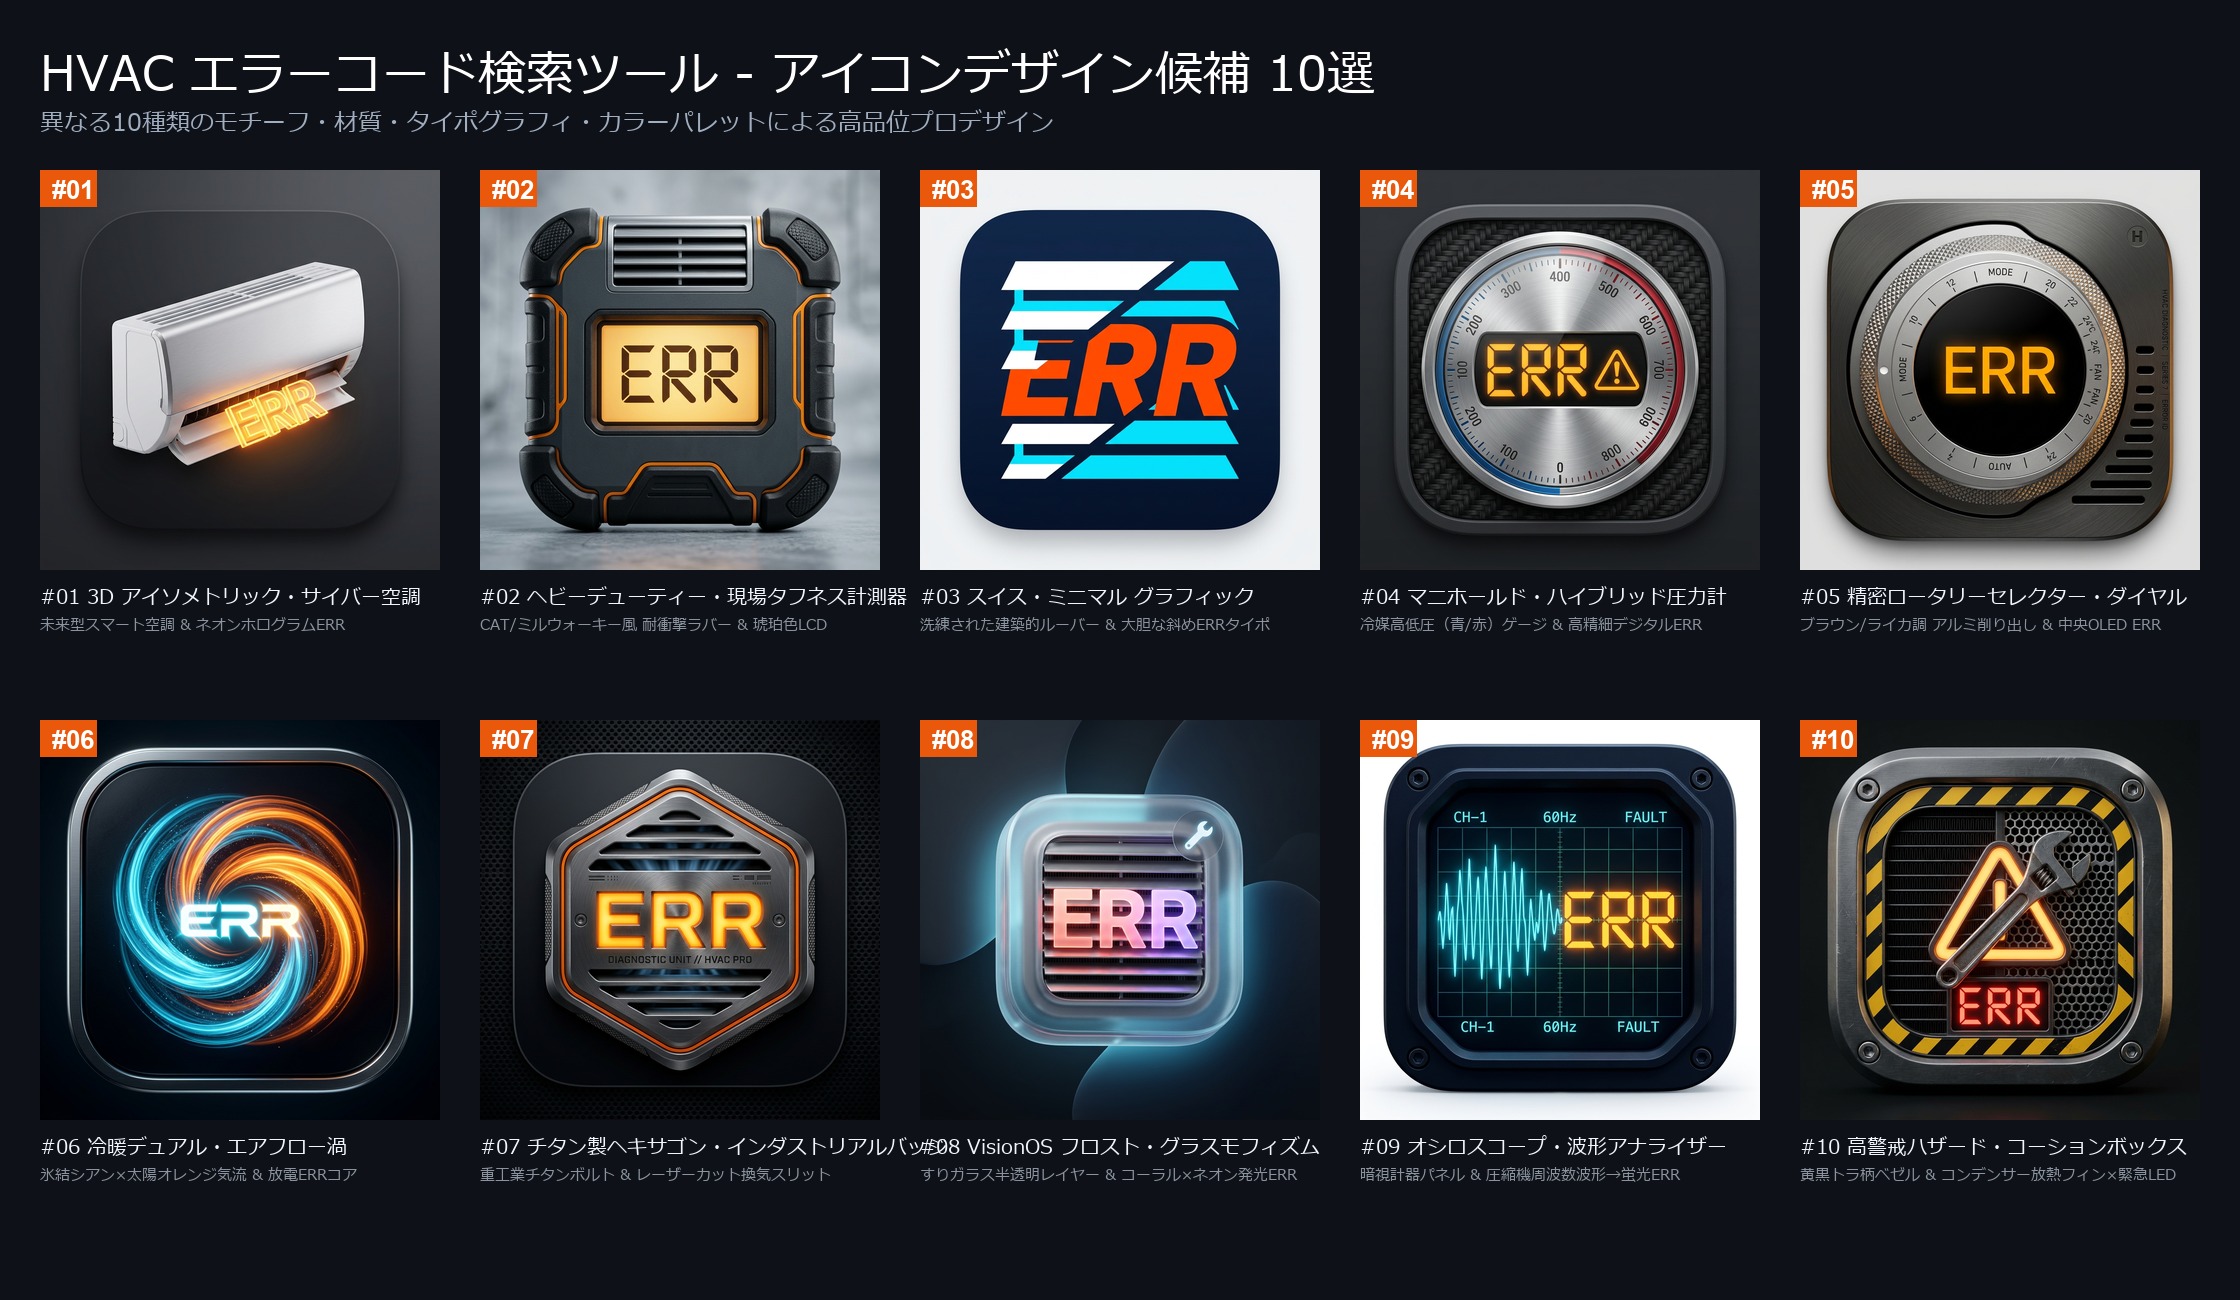 HVAC エラーコード検索ツール - アイコンデザイン候補 10選
異なる10種類のモチーフ・材質・タイポグラフィ・カラーパレットによる高品位プロデザイン
#01
ERR
#01 3D アイソメトリック・サイバー空調
未来型スマート空調 & ネオンホログラムERR
#02
ERR
#02 ヘビーデューティー・現場タフネス計測器
CAT/ミルウォーキー風 耐衝撃ラバー & 琥珀色LCD
#03
ERR
#03 スイス・ミニマル グラフィック
洗練された建築的ルーバー & 大胆な斜めERRタイポ
#04
400
300
500
200
600
100
700
ERR
200
600
100
800
0
#04 マニホールド・ハイブリッド圧力計
冷媒高低圧（青/赤）ゲージ & 高精細デジタルERR
#05
H
MODE
12
20
22
24℃
10
MODE
ERR
FAN
FAN
AUTO
24
#05 精密ロータリーセレクター・ダイヤル
ブラウン/ライカ調 アルミ削り出し & 中央OLED ERR
#06
ERR
#06 冷暖デュアル・エアフロー渦
氷結シアン×太陽オレンジ気流 & 放電ERRコア
#07
ERR
DIAGNOSTIC UNIT // HVAC PRO
#07 チタン製ヘキサゴン・インダストリアルバッジ
重工業チタンボルト & レーザーカット換気スリット
#08
ERR
#08 VisionOS フロスト・グラスモフィズム
すりガラス半透明レイヤー & コーラル×ネオン発光ERR
#09
CH-1 60Hz FAULT
ERR
CH-1 60Hz FAULT
#09 オシロスコープ・波形アナライザー
暗視計器パネル & 圧縮機周波数波形→蛍光ERR
#10
ERR
#10 高警戒ハザード・コーションボックス
黄黒トラ柄ベゼル & コンデンサー放熱フィン×緊急LED